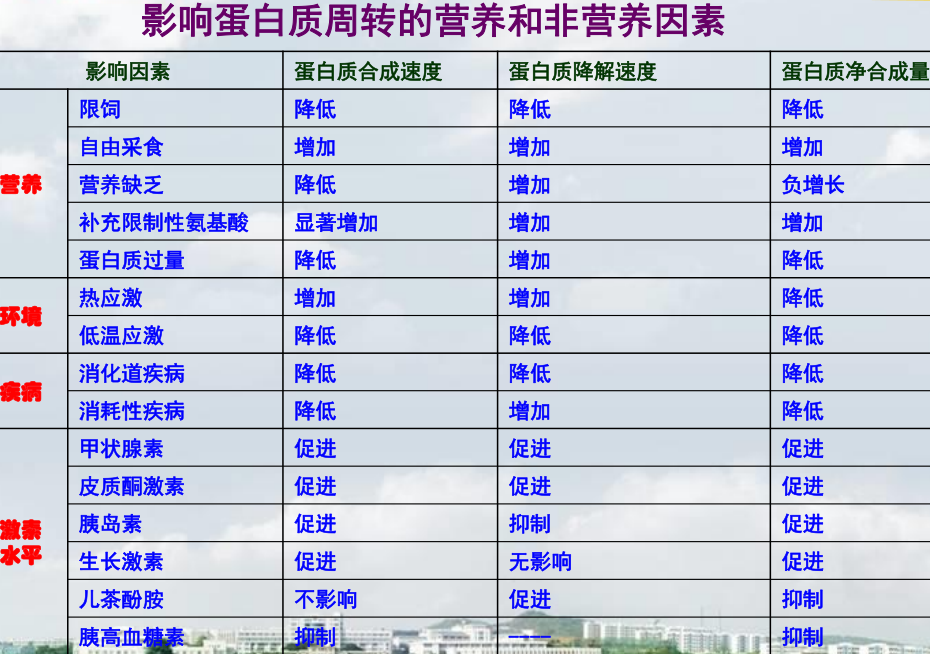 影响蛋白质周转的营养和非营养因素
影响因素 蛋白质合成速度 蛋白质降解速度 蛋白质净合成量
营养
限饲 降低 降低 降低
自由采食 增加 增加 增加
营养缺乏 降低 增加 负增长
补充限制性氨基酸 显著增加 增加 增加
蛋白质过量 降低 增加 降低
环境
热应激 增加 增加 降低
低温应激 降低 降低 降低
疾病
消化道疾病 降低 降低 降低
消耗性疾病 降低 增加 降低
激素
水平
甲状腺素 促进 促进 促进
皮质酮激素 促进 促进 促进
胰岛素 促进 抑制 促进
生长激素 促进 无影响 促进
儿茶酚胺 不影响 促进 抑制
胰高血糖素 抑制 ———— 抑制